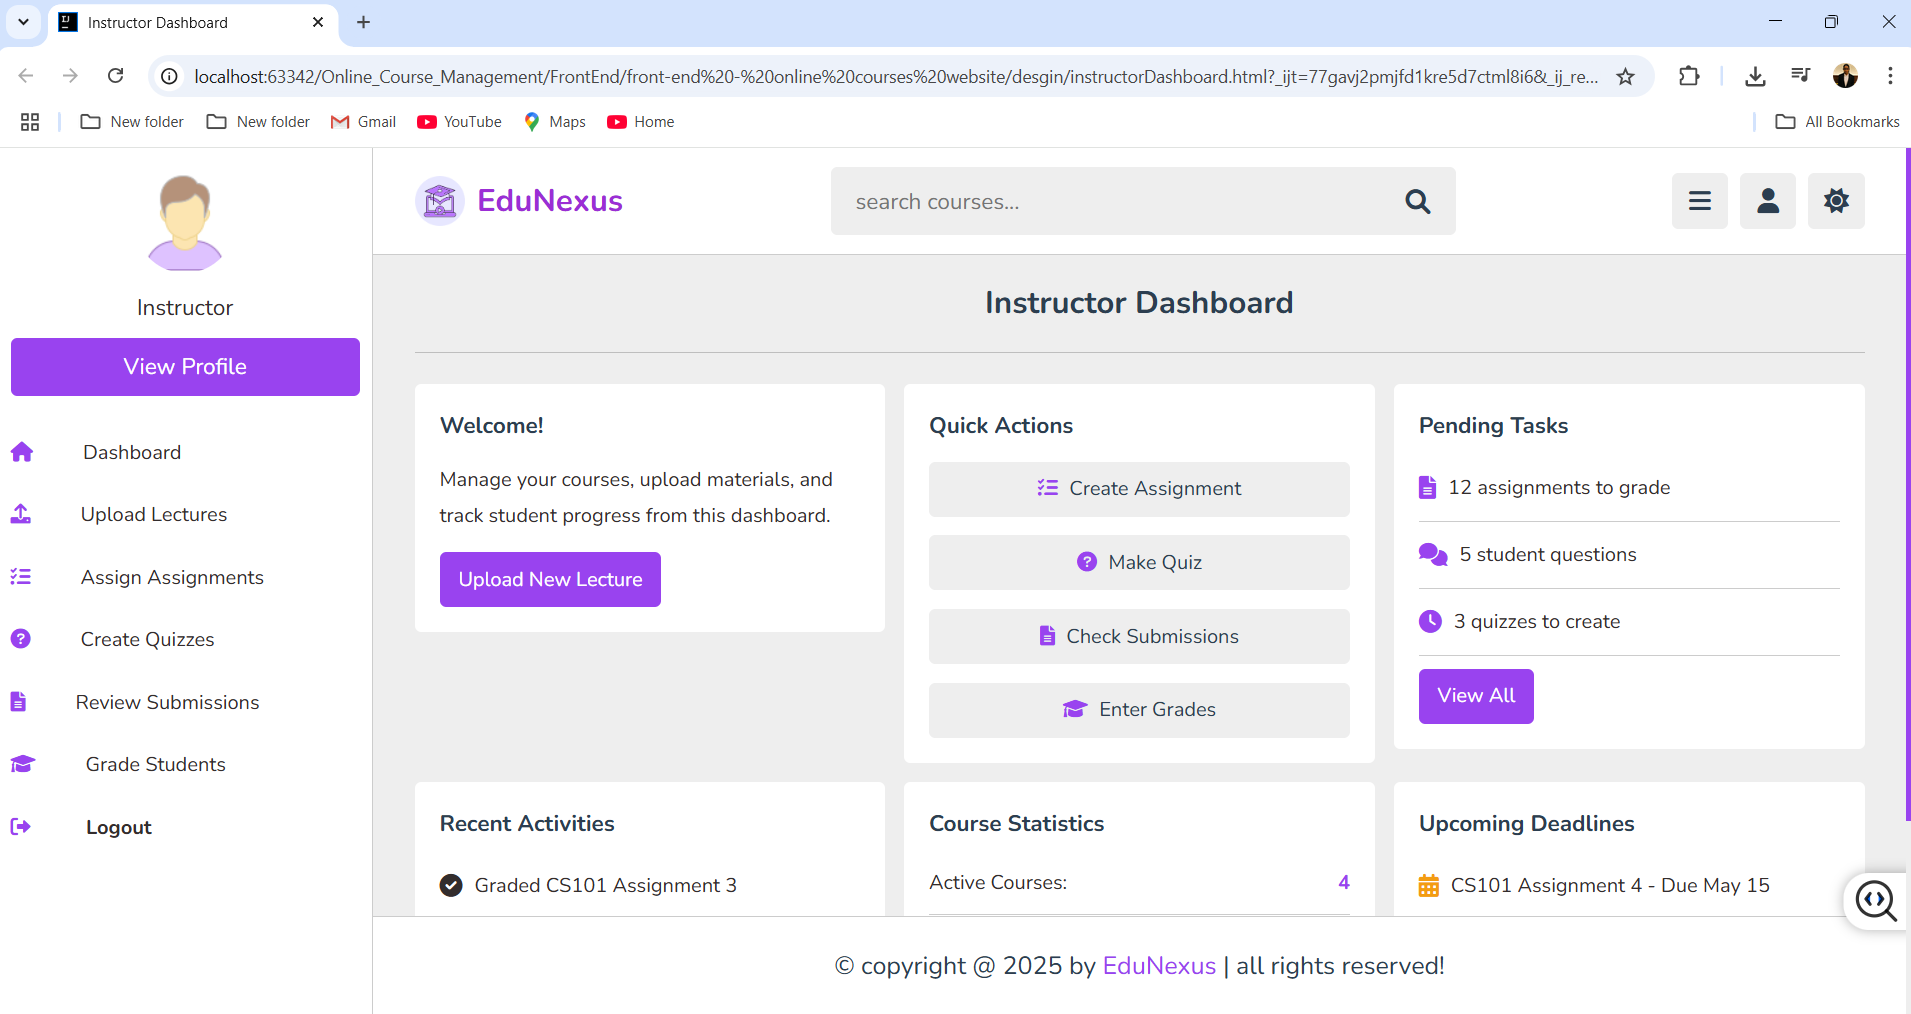 Instructor Dashboard
localhost:63342/Online_Course_Management/FrontEnd/front-end%20-%20online%20courses%20website/desgin/instructorDashboard.html?_ijt=77gavj2pmjfd1kre5d7ctml8i6&_ij_re...
New folder New folder Gmail YouTube Maps Home All Bookmarks
Instructor
View Profile
Dashboard
Upload Lectures
Assign Assignments
Create Quizzes
Review Submissions
Grade Students
Logout
EduNexus
search courses...
Instructor Dashboard
Welcome!
Manage your courses, upload materials, and
track student progress from this dashboard.
Upload New Lecture
Quick Actions
Create Assignment
Make Quiz
Check Submissions
Enter Grades
Pending Tasks
12 assignments to grade
5 student questions
3 quizzes to create
View All
Recent Activities
Graded CS101 Assignment 3
Course Statistics
Active Courses: 4
Upcoming Deadlines
CS101 Assignment 4 - Due May 15
© copyright @ 2025 by EduNexus | all rights reserved!